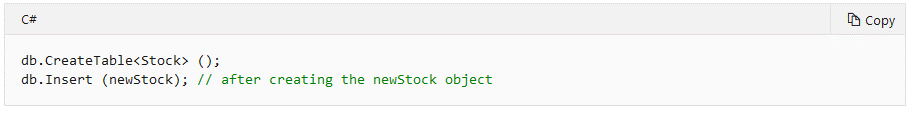 C#
Copy
db.CreateTable<Stock> ();
db.Insert (newStock); // after creating the newStock object